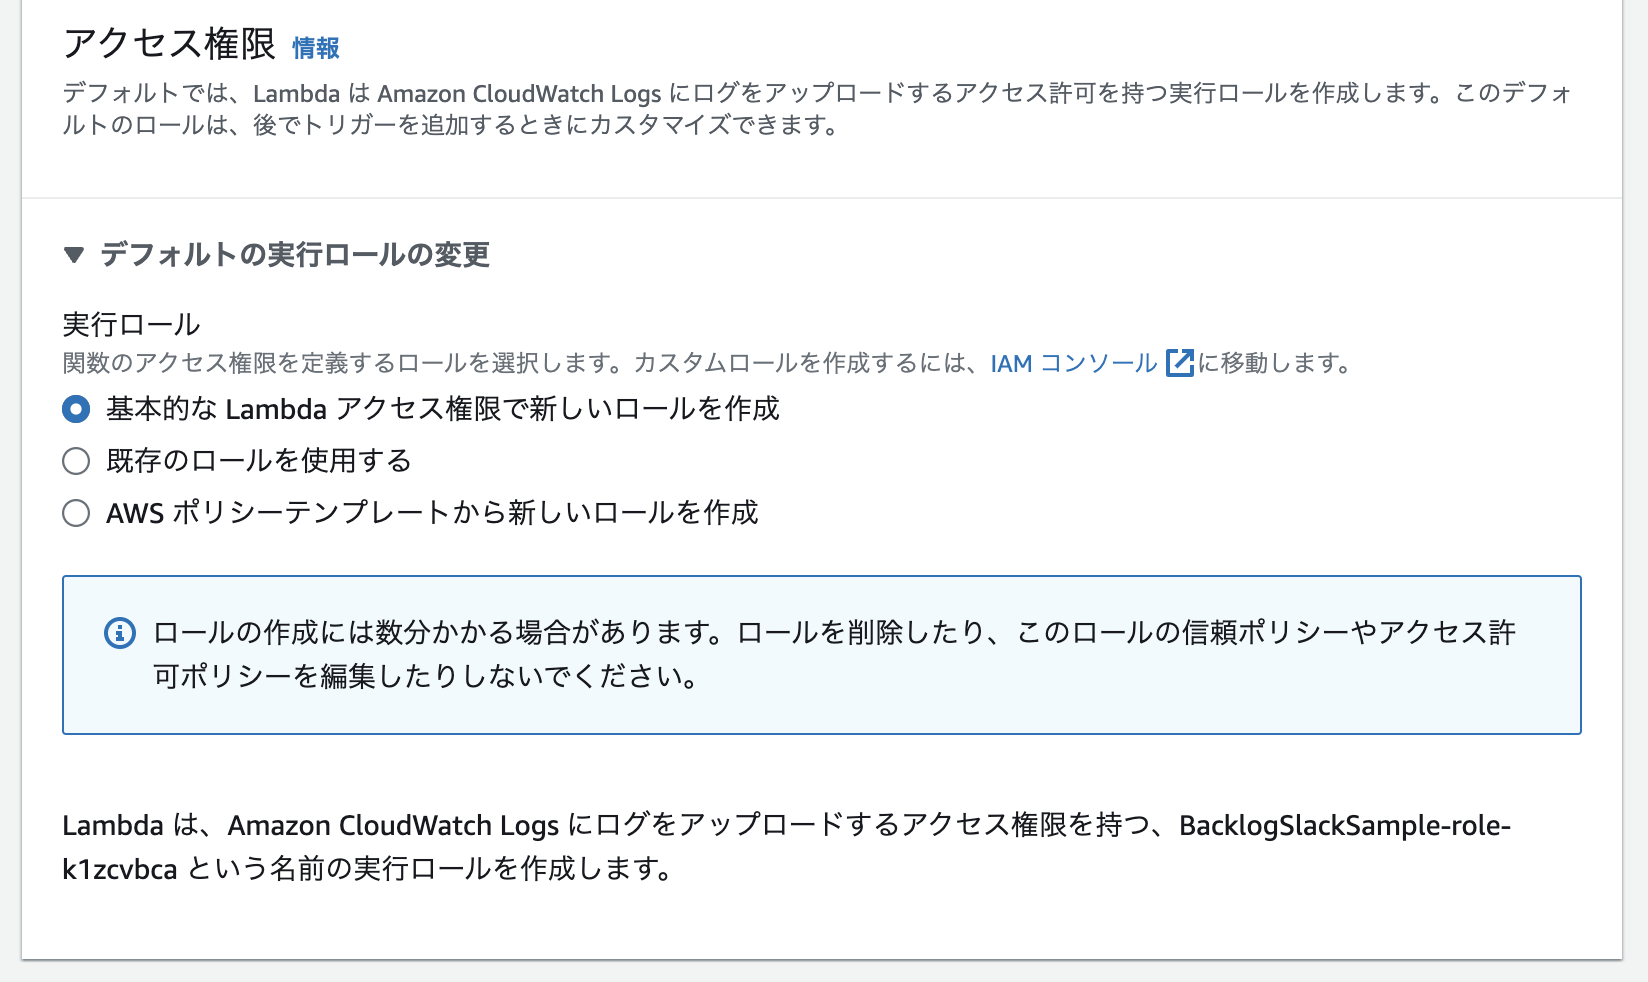 アクセス権限 情報
デフォルトでは、Lambda は Amazon CloudWatch Logs にログをアップロードするアクセス許可を持つ実行ロールを作成します。このデフォ
ルトのロールは、後でトリガーを追加するときにカスタマイズできます。
デフォルトの実行ロールの変更
実行ロール
関数のアクセス権限を定義するロールを選択します。カスタムロールを作成するには、IAM コンソール に移動します。
基本的な Lambda アクセス権限で新しいロールを作成
既存のロールを使用する
AWS ポリシーテンプレートから新しいロールを作成
ロールの作成には数分かかる場合があります。ロールを削除したり、このロールの信頼ポリシーやアクセス許
可ポリシーを編集したりしないでください。
Lambda は、Amazon CloudWatch Logs にログをアップロードするアクセス権限を持つ、BacklogSlackSample-role-
k1zcvbca という名前の実行ロールを作成します。